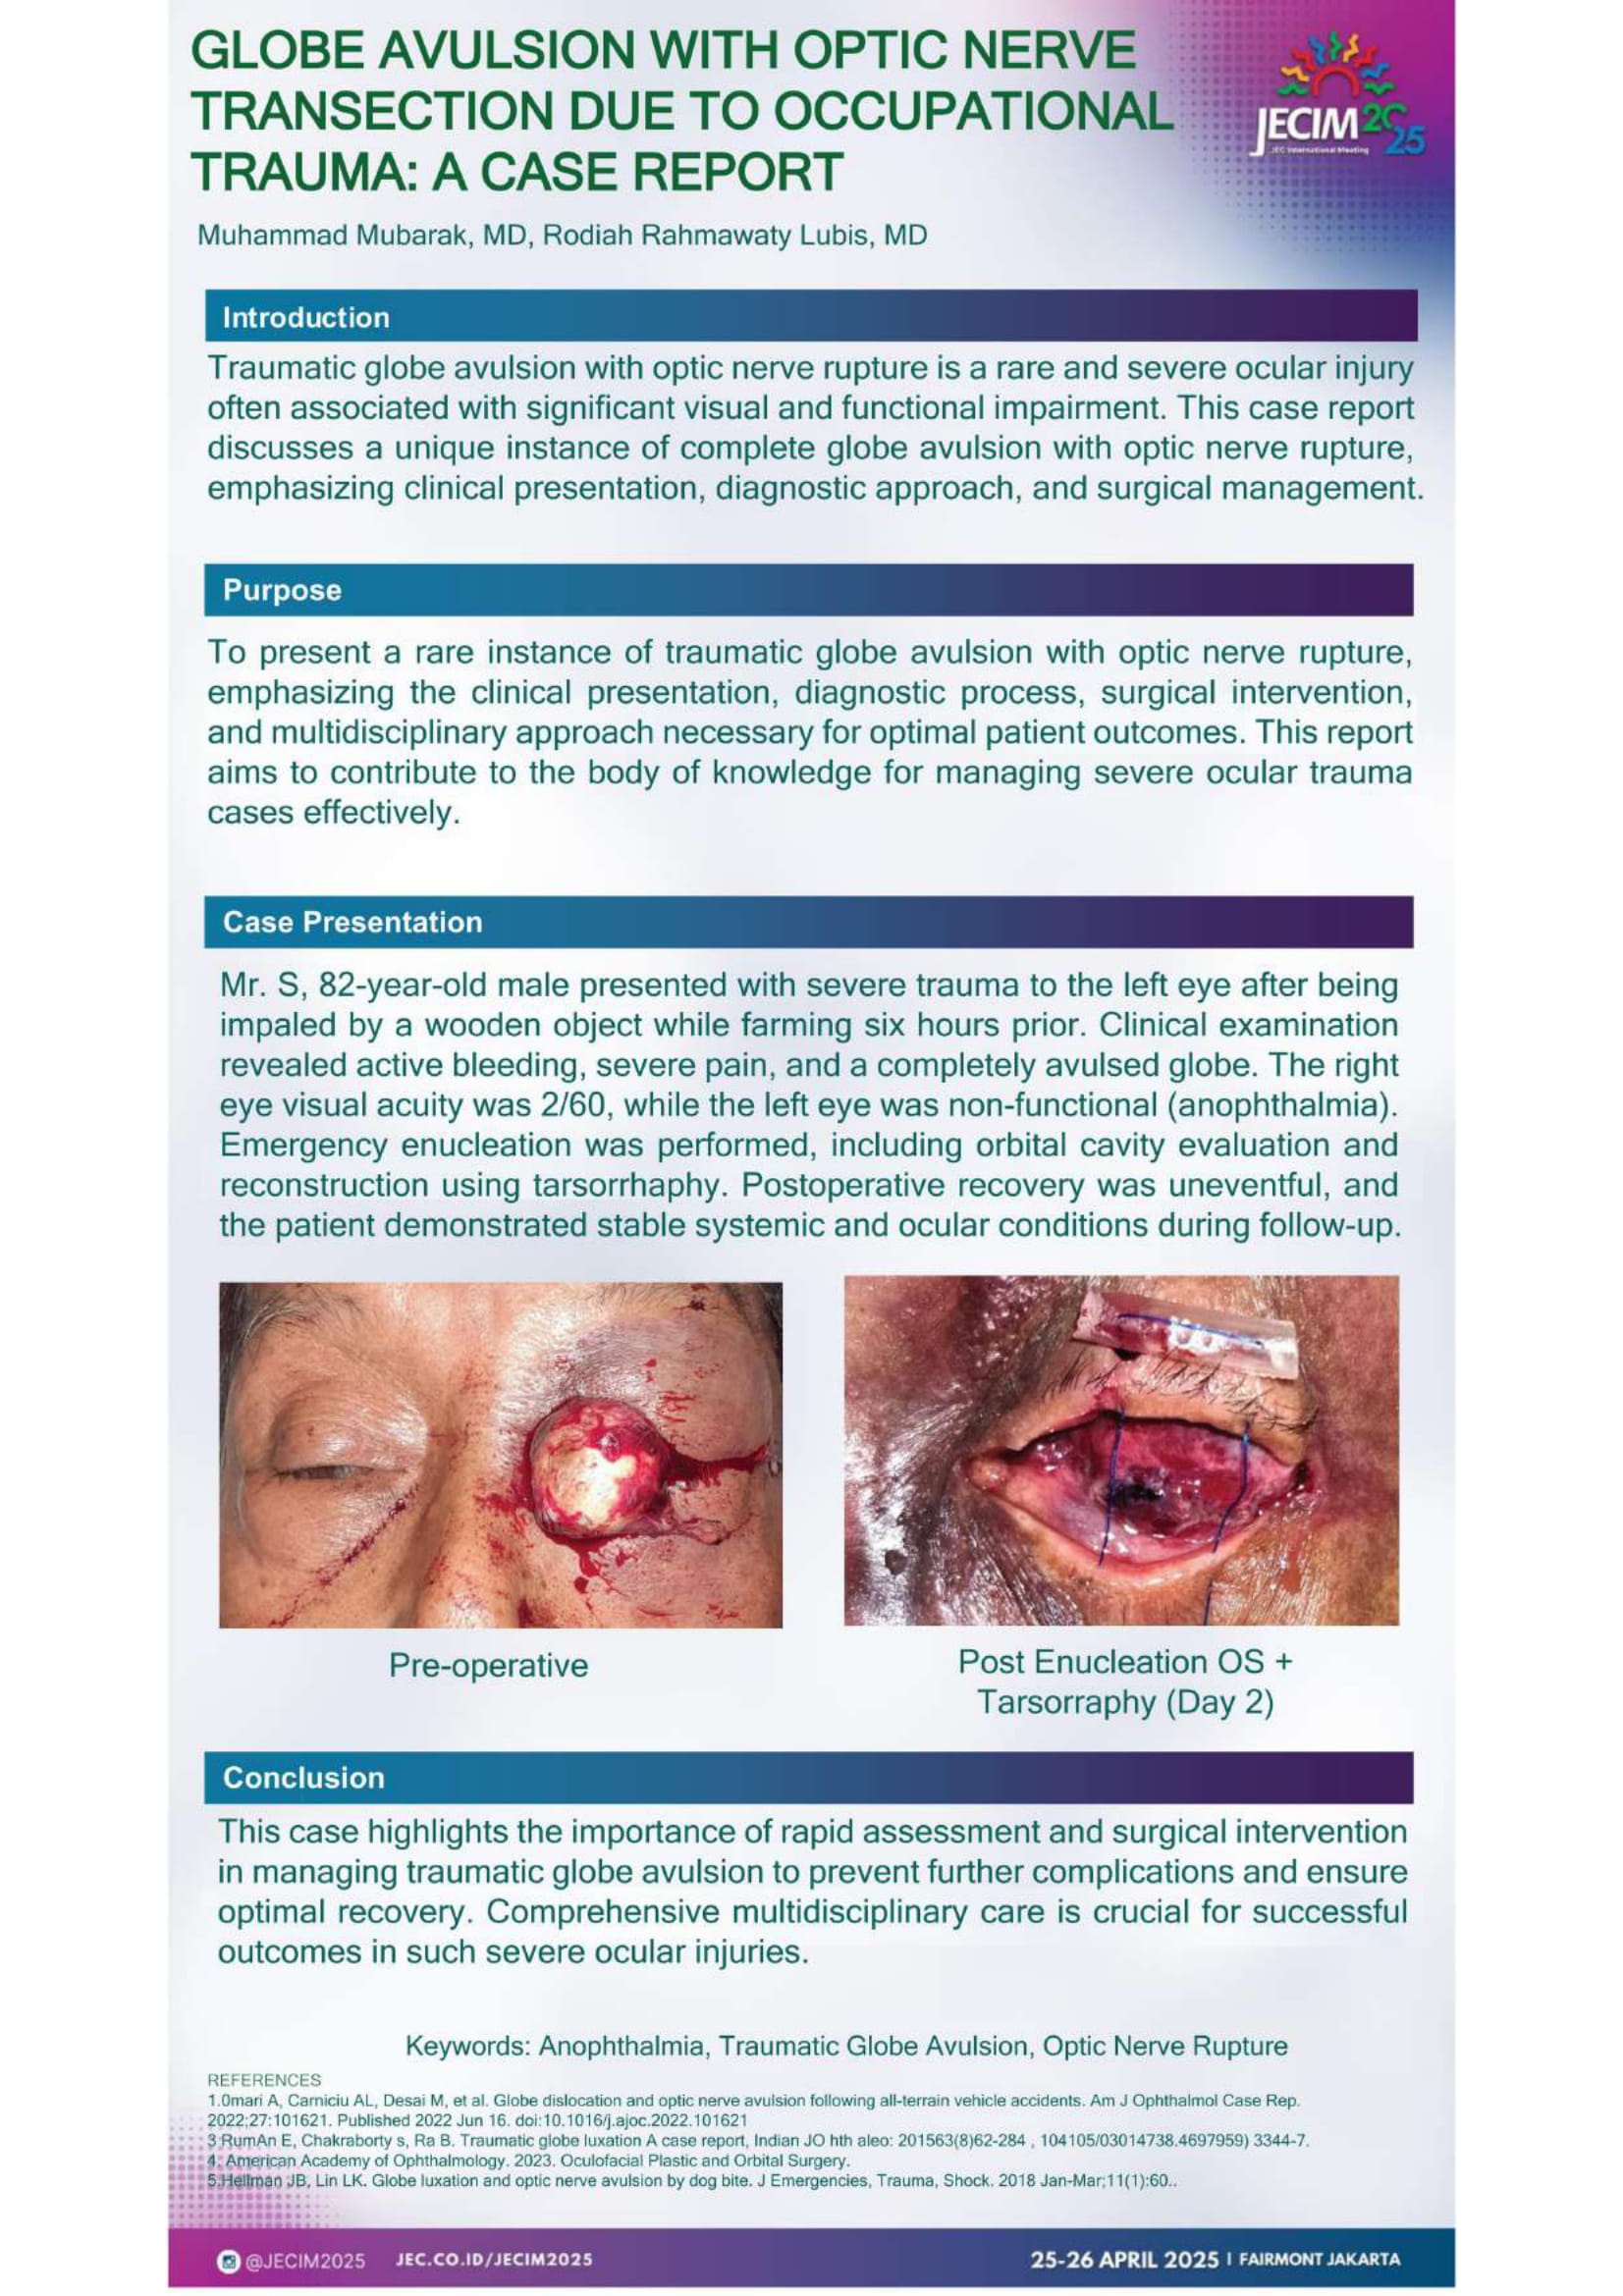 GLOBE AVULSION WITH OPTIC NERVE
TRANSECTION DUE TO OCCUPATIONAL
TRAUMA: A CASE REPORT
JECIM 2025
JEC International Meeting
Muhammad Mubarak, MD, Rodiah Rahmawaty Lubis, MD
Introduction
Traumatic globe avulsion with optic nerve rupture is a rare and severe ocular injury
often associated with significant visual and functional impairment. This case report
discusses a unique instance of complete globe avulsion with optic nerve rupture,
emphasizing clinical presentation, diagnostic approach, and surgical management.
Purpose
To present a rare instance of traumatic globe avulsion with optic nerve rupture,
emphasizing the clinical presentation, diagnostic process, surgical intervention,
and multidisciplinary approach necessary for optimal patient outcomes. This report
aims to contribute to the body of knowledge for managing severe ocular trauma
cases effectively.
Case Presentation
Mr. S, 82-year-old male presented with severe trauma to the left eye after being
impaled by a wooden object while farming six hours prior. Clinical examination
revealed active bleeding, severe pain, and a completely avulsed globe. The right
eye visual acuity was 2/60, while the left eye was non-functional (anophthalmia).
Emergency enucleation was performed, including orbital cavity evaluation and
reconstruction using tarsorrhaphy. Postoperative recovery was uneventful, and
the patient demonstrated stable systemic and ocular conditions during follow-up.
Pre-operative
Post Enucleation OS +
Tarsorraphy (Day 2)
Conclusion
This case highlights the importance of rapid assessment and surgical intervention
in managing traumatic globe avulsion to prevent further complications and ensure
optimal recovery. Comprehensive multidisciplinary care is crucial for successful
outcomes in such severe ocular injuries.
Keywords: Anophthalmia, Traumatic Globe Avulsion, Optic Nerve Rupture
REFERENCES
1.0mari A, Carniciu AL, Desai M, et al. Globe dislocation and optic nerve avulsion following all-terrain vehicle accidents. Am J Ophthalmol Case Rep.
2022;27:101621. Published 2022 Jun 16. doi:10.1016/j.ajoc.2022.101621
3.RumAn E, Chakraborty s, Ra B. Traumatic globe luxation A case report, Indian JO hth aleo: 201563(8)62-284 , 104105/03014738.4697959) 3344-7.
4. American Academy of Ophthalmology. 2023. Oculofacial Plastic and Orbital Surgery.
5.Hellman JB, Lin LK. Globe luxation and optic nerve avulsion by dog bite. J Emergencies, Trauma, Shock. 2018 Jan-Mar;11(1):60..
@JECIM2025 JEC.CO.ID/JECIM2025
25-26 APRIL 2025 | FAIRMONT JAKARTA